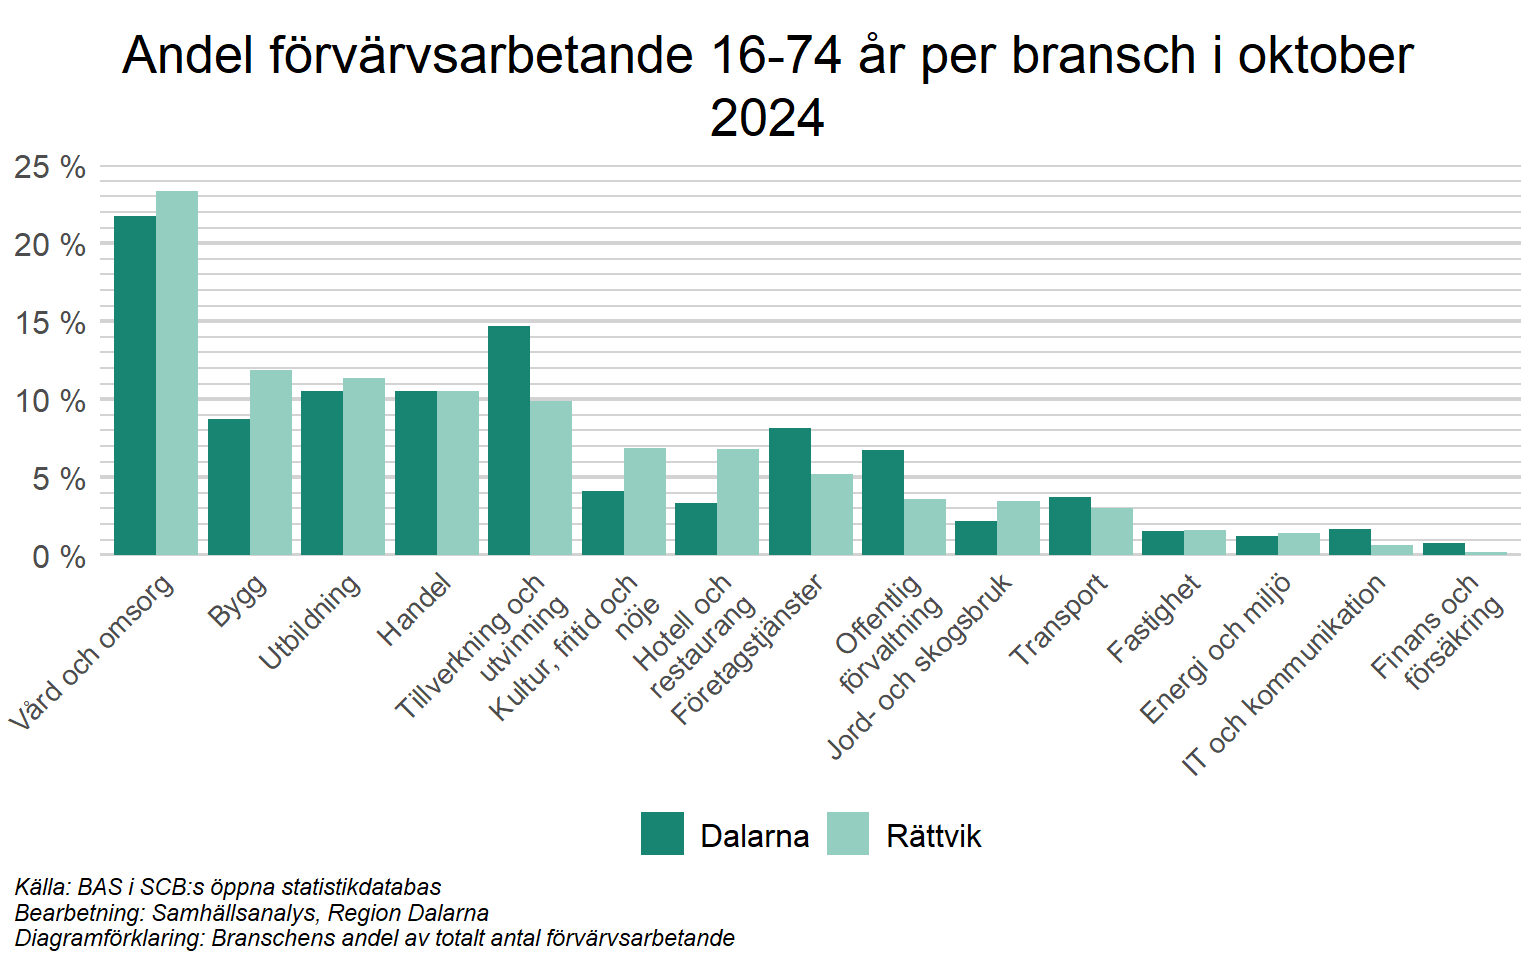 Andel förvärvsarbetande 16-74 år per bransch i oktober
2024
25 %
20 %
15 %
10 %
5 %
0 %
Vård och omsorg
Bygg
Utbildning
Handel
Tillverkning och
utvinning
Kultur, fritid och
nöje
Hotell och
restaurang
Företagstjänster
Offentlig
förvaltning
Jord- och skogsbruk
Transport
Fastighet
Energi och miljö
IT och kommunikation
Finans och
försäkring
Dalarna
Rättvik
Källa: BAS i SCB:s öppna statistikdatabas
Bearbetning: Samhällsanalys, Region Dalarna
Diagramförklaring: Branschens andel av totalt antal förvärvsarbetande